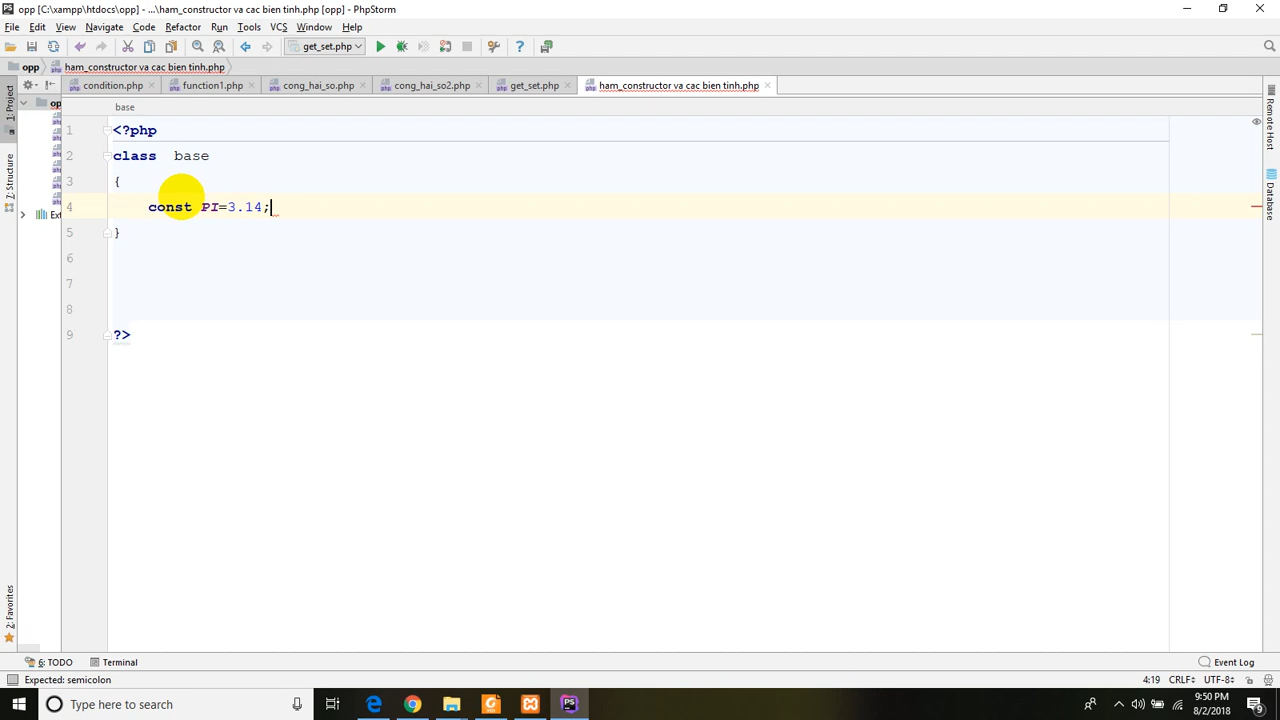 opp [C:\xampp\htdocs\opp] - ...\ham_constructor va cac bien tinh.php [opp] - PhpStorm
File Edit View Navigate Code Refactor Run Tools VCS Window Help
get_set.php
opp ham_constructor va cac bien tinh.php
condition.php function1.php cong_hai_so.php cong_hai_so2.php get_set.php ham_constructor va cac bien tinh.php
base
1 <?php
2 class  base
3 {
4 const PI=3.14;
5 }
6
7
8
9 ?>
op
Ext
1: Project
7: Structure
2: Favorites
Remote Host
Database
6: TODO Terminal Event Log
Expected: semicolon 4:19 CRLF÷ UTF-8÷
Type here to search
9:50 PM
8/2/2018
9